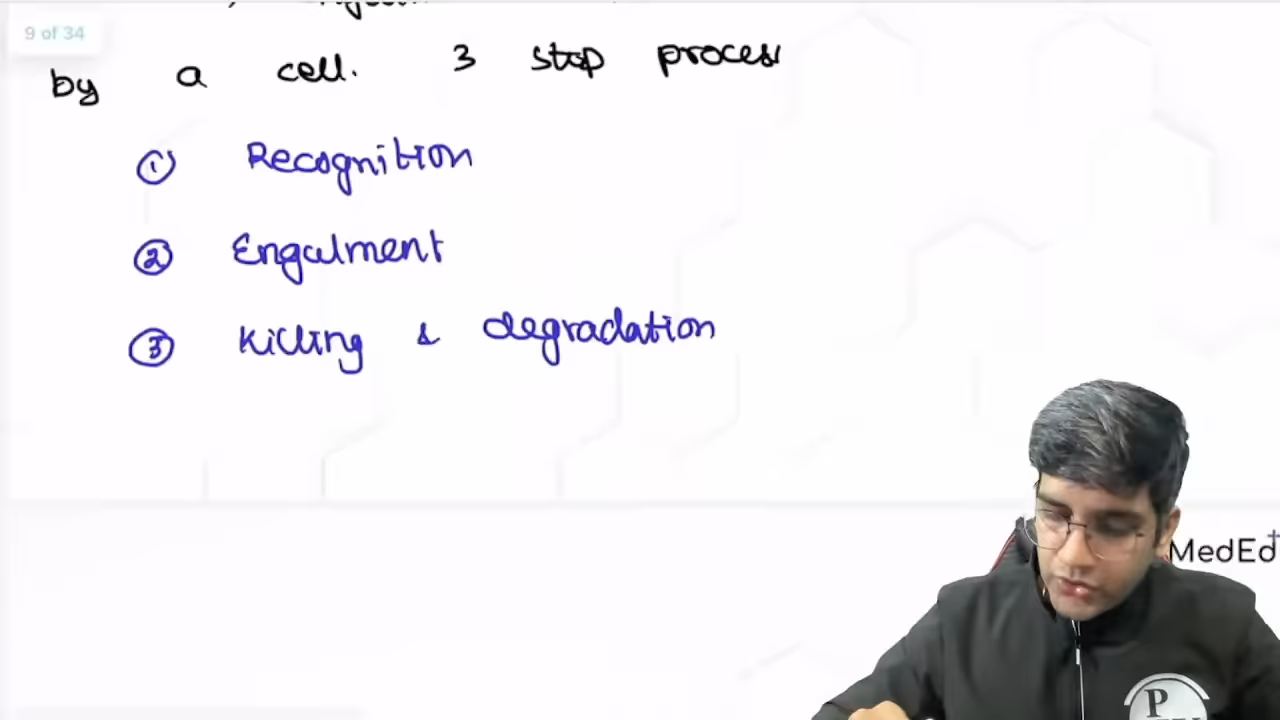 9 of 34
by a cell. 3 step process
① Recognition
② Engulment
③ Killing & degradation
MedEd
P